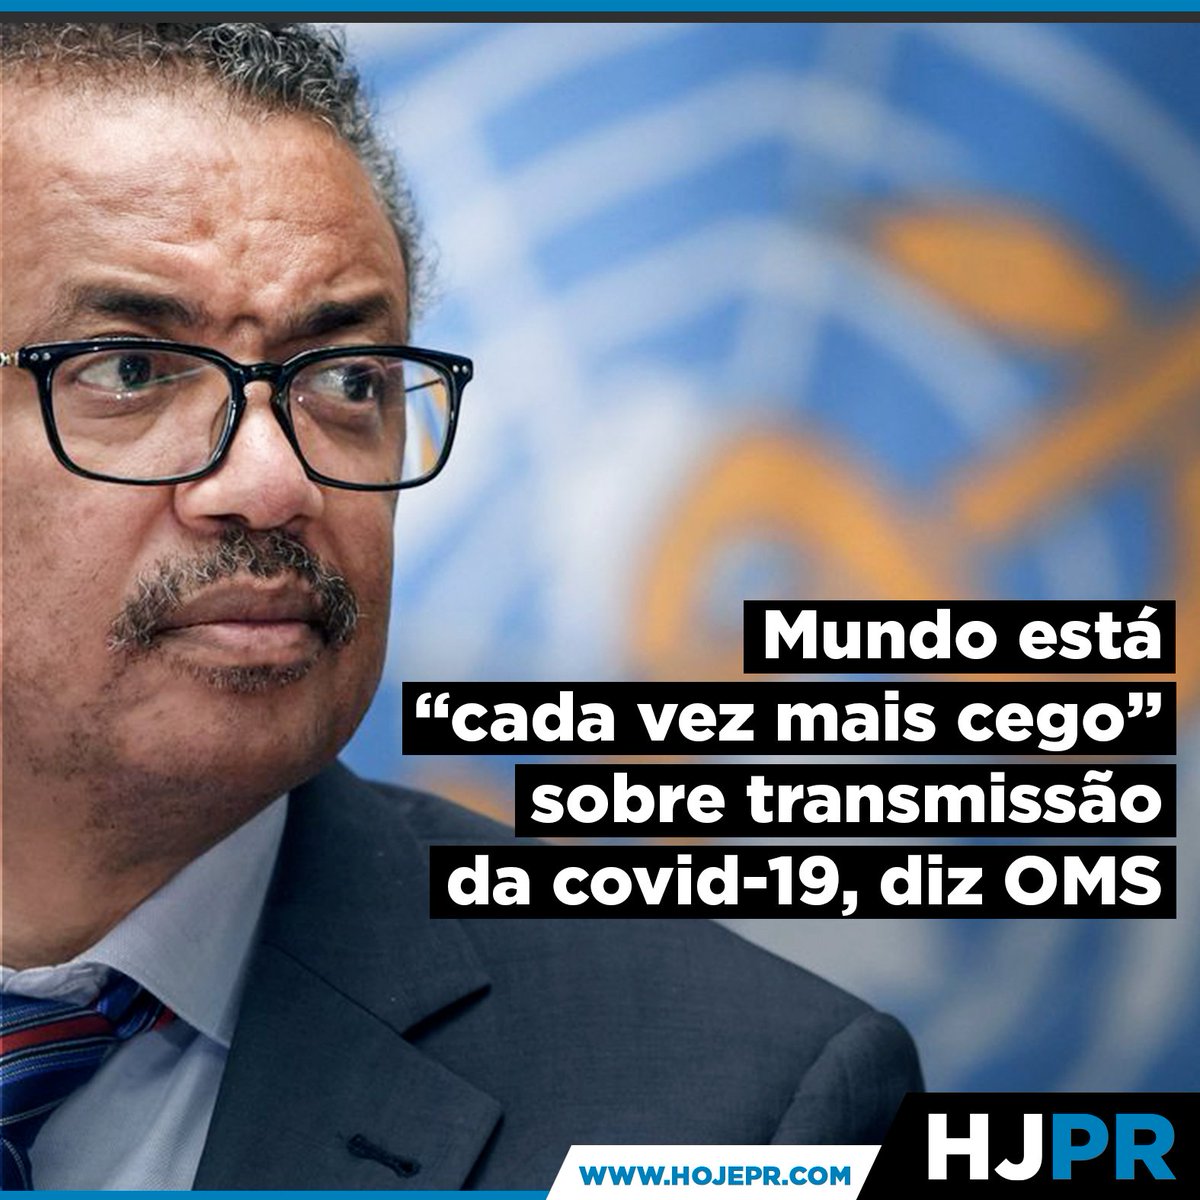 Mundo está
“cada vez mais cego”
sobre transmissão
da covid-19, diz OMS
WWW.HOJEPR.COM
HJPR